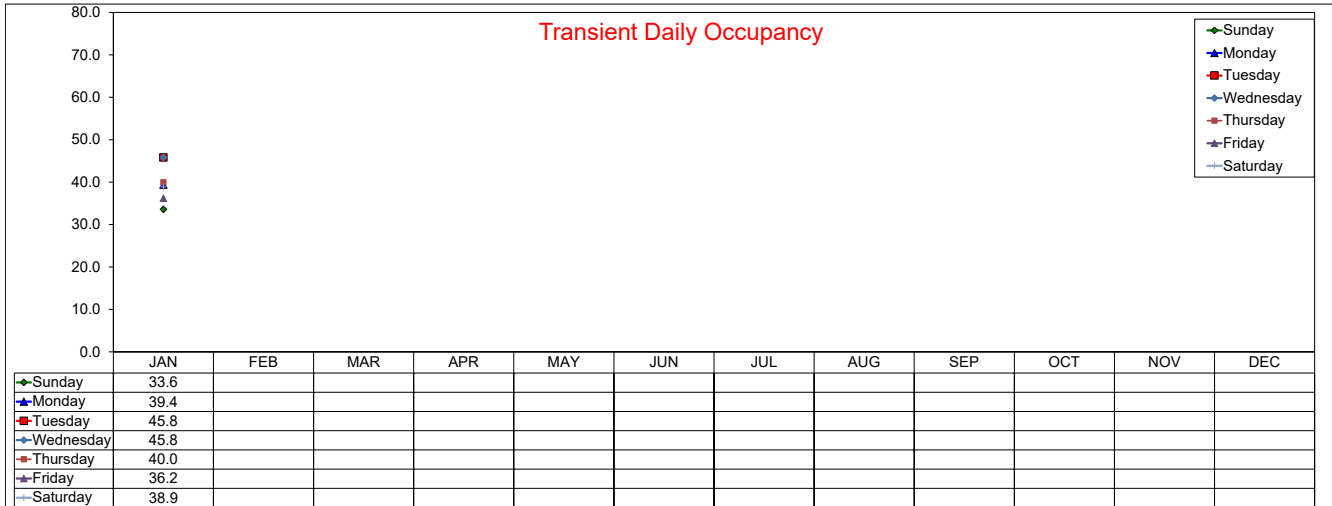 Transient Daily Occupancy
80.0
70.0
60.0
50.0
40.0
30.0
20.0
10.0
0.0
Sunday
Monday
Tuesday
Wednesday
Thursday
Friday
Saturday
JAN FEB MAR APR MAY JUN JUL AUG SEP OCT NOV DEC
Sunday 33.6
Monday 39.4
Tuesday 45.8
Wednesday 45.8
Thursday 40.0
Friday 36.2
Saturday 38.9